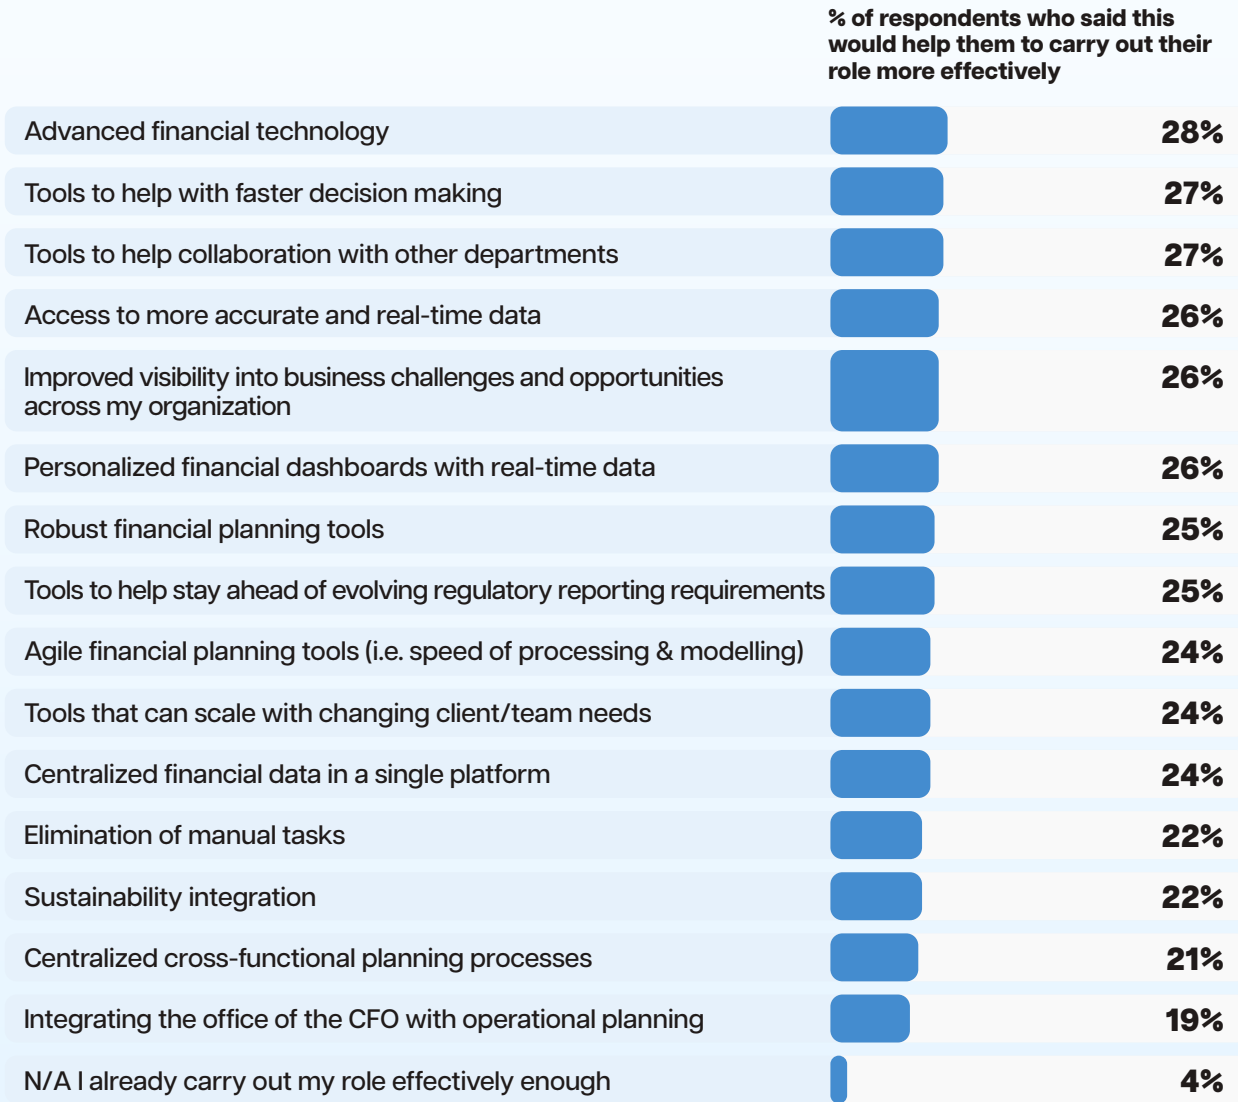 % of respondents who said this
would help them to carry out their
role more effectively
Advanced financial technology 28%
Tools to help with faster decision making 27%
Tools to help collaboration with other departments 27%
Access to more accurate and real-time data 26%
Improved visibility into business challenges and opportunities 26%
across my organization
Personalized financial dashboards with real-time data 26%
Robust financial planning tools 25%
Tools to help stay ahead of evolving regulatory reporting requirements 25%
Agile financial planning tools (i.e. speed of processing & modelling) 24%
Tools that can scale with changing client/team needs 24%
Centralized financial data in a single platform 24%
Elimination of manual tasks 22%
Sustainability integration 22%
Centralized cross-functional planning processes 21%
Integrating the office of the CFO with operational planning 19%
N/A I already carry out my role effectively enough 4%